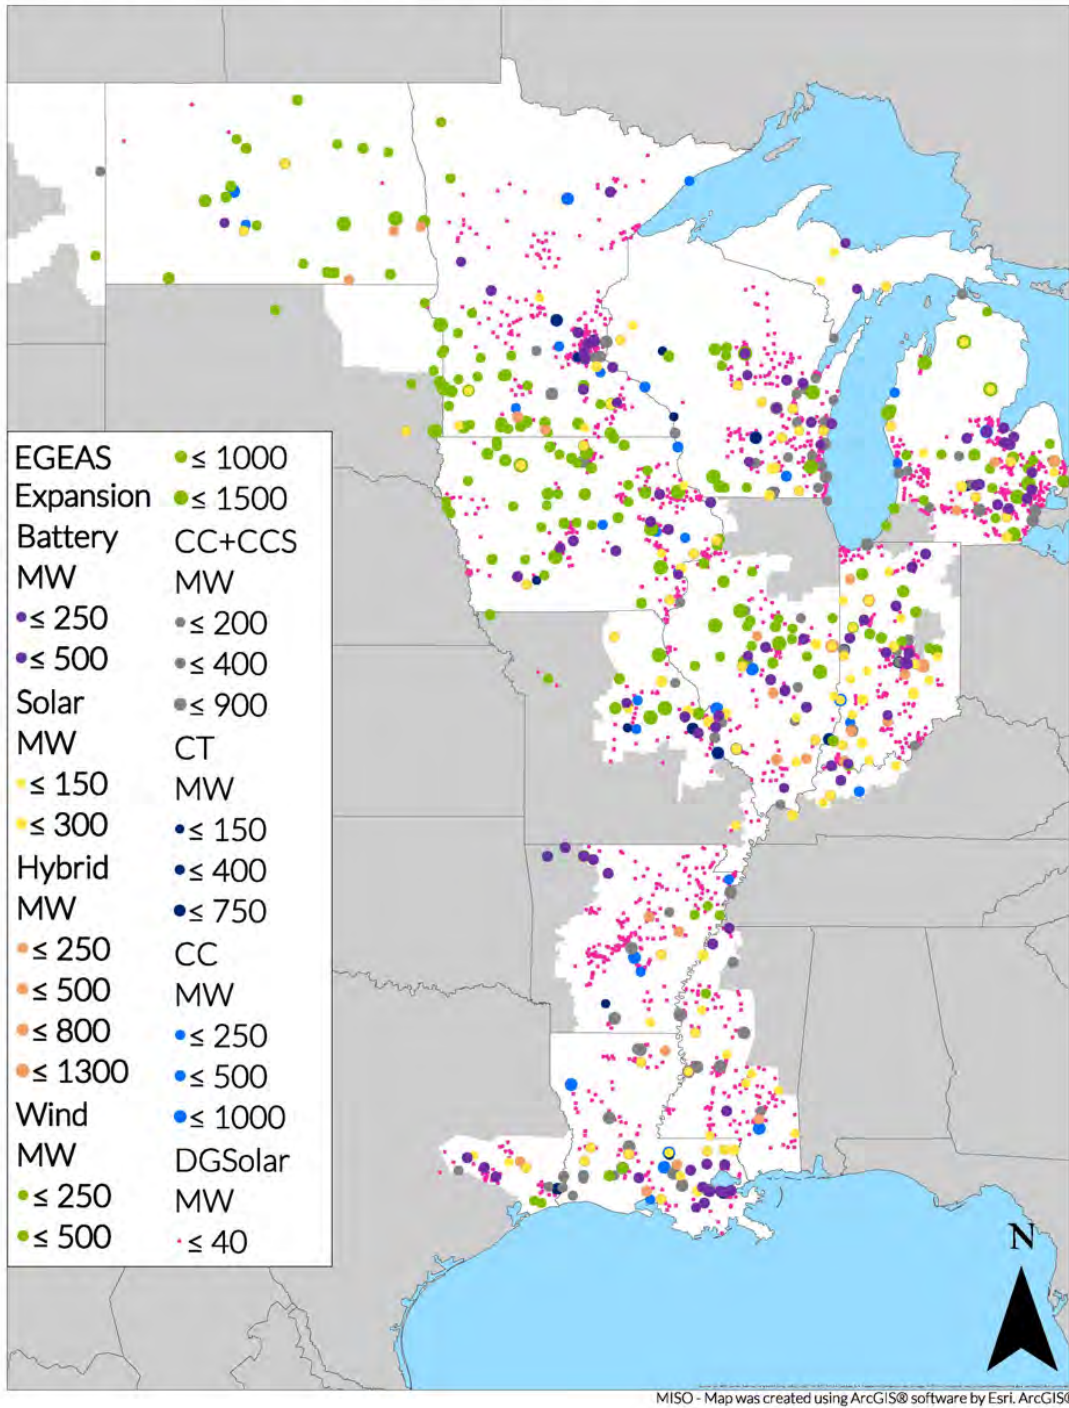 EGEAS
Expansion
Battery
MW
≤ 250
≤ 500
Solar
MW
≤ 150
≤ 300
Hybrid
MW
≤ 250
≤ 500
≤ 800
≤ 1300
Wind
MW
≤ 250
≤ 500
≤ 1000
≤ 1500
CC+CCS
MW
≤ 200
≤ 400
≤ 900
CT
MW
≤ 150
≤ 400
≤ 750
CC
MW
≤ 250
≤ 500
≤ 1000
DGSolar
MW
≤ 40
N
MISO - Map was created using ArcGIS® software by Esri. ArcGIS®